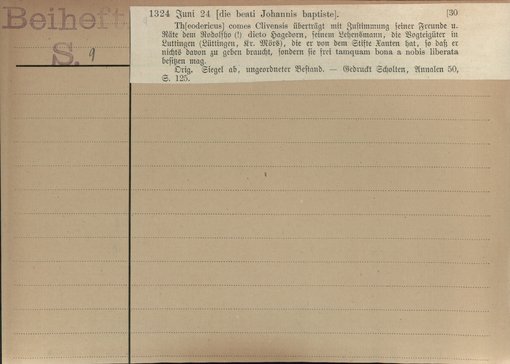 Beiheft
S. 9
1324 Juni 24 [die beati Johannis baptiste]. [30
Th[eodericus] comes Clivensis überträgt mit Zustimmung seiner Freunde u.
Räte dem Rodolffo (!) dicto Hagedorn, seinem Lehensmann, die Vogteigüter in
Luttingen (Lüttingen, Kr. Mörs), die er von dem Stifte Xanten hat, so daß er
nichts davon zu geben braucht, sondern sie frei tanquam bona a nobis liberata
besitzen mag.
Orig. Siegel ab, ungeordneter Bestand. — Gedruckt Scholten, Annalen 50,
S. 125.